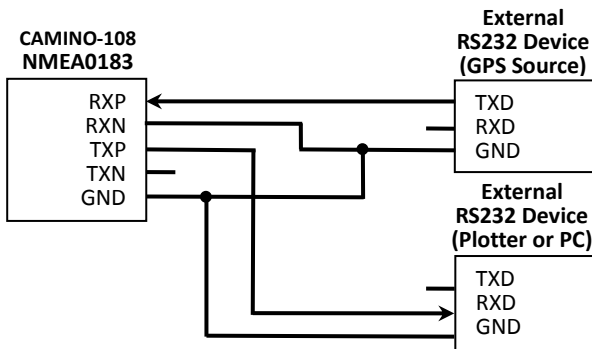 CAMINO-108
NMEA0183
RXP
RXN
TXP
TXN
GND
External
RS232 Device
(GPS Source)
TXD
RXD
GND
External
RS232 Device
(Plotter or PC)
TXD
RXD
GND